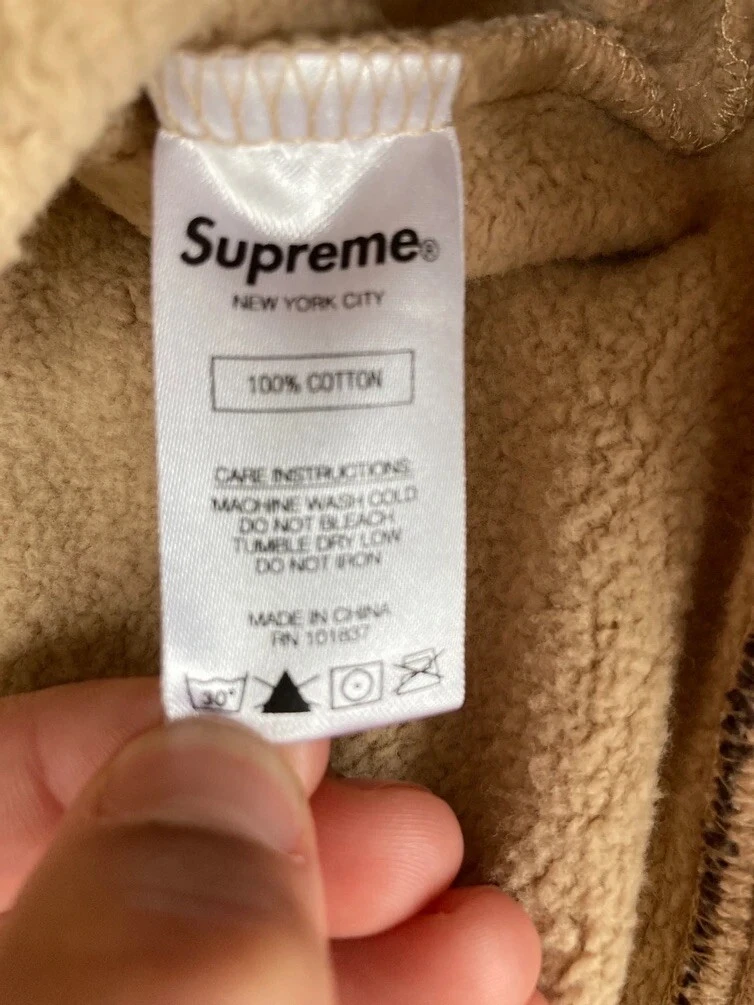 Supreme®
NEW YORK CITY
100% COTTON
CARE INSTRUCTIONS
MACHINE WASH COLD
DO NOT BLEACH
TUMBLE DRY LOW
DO NOT IRON
MADE IN CHINA
RN 101837
30°